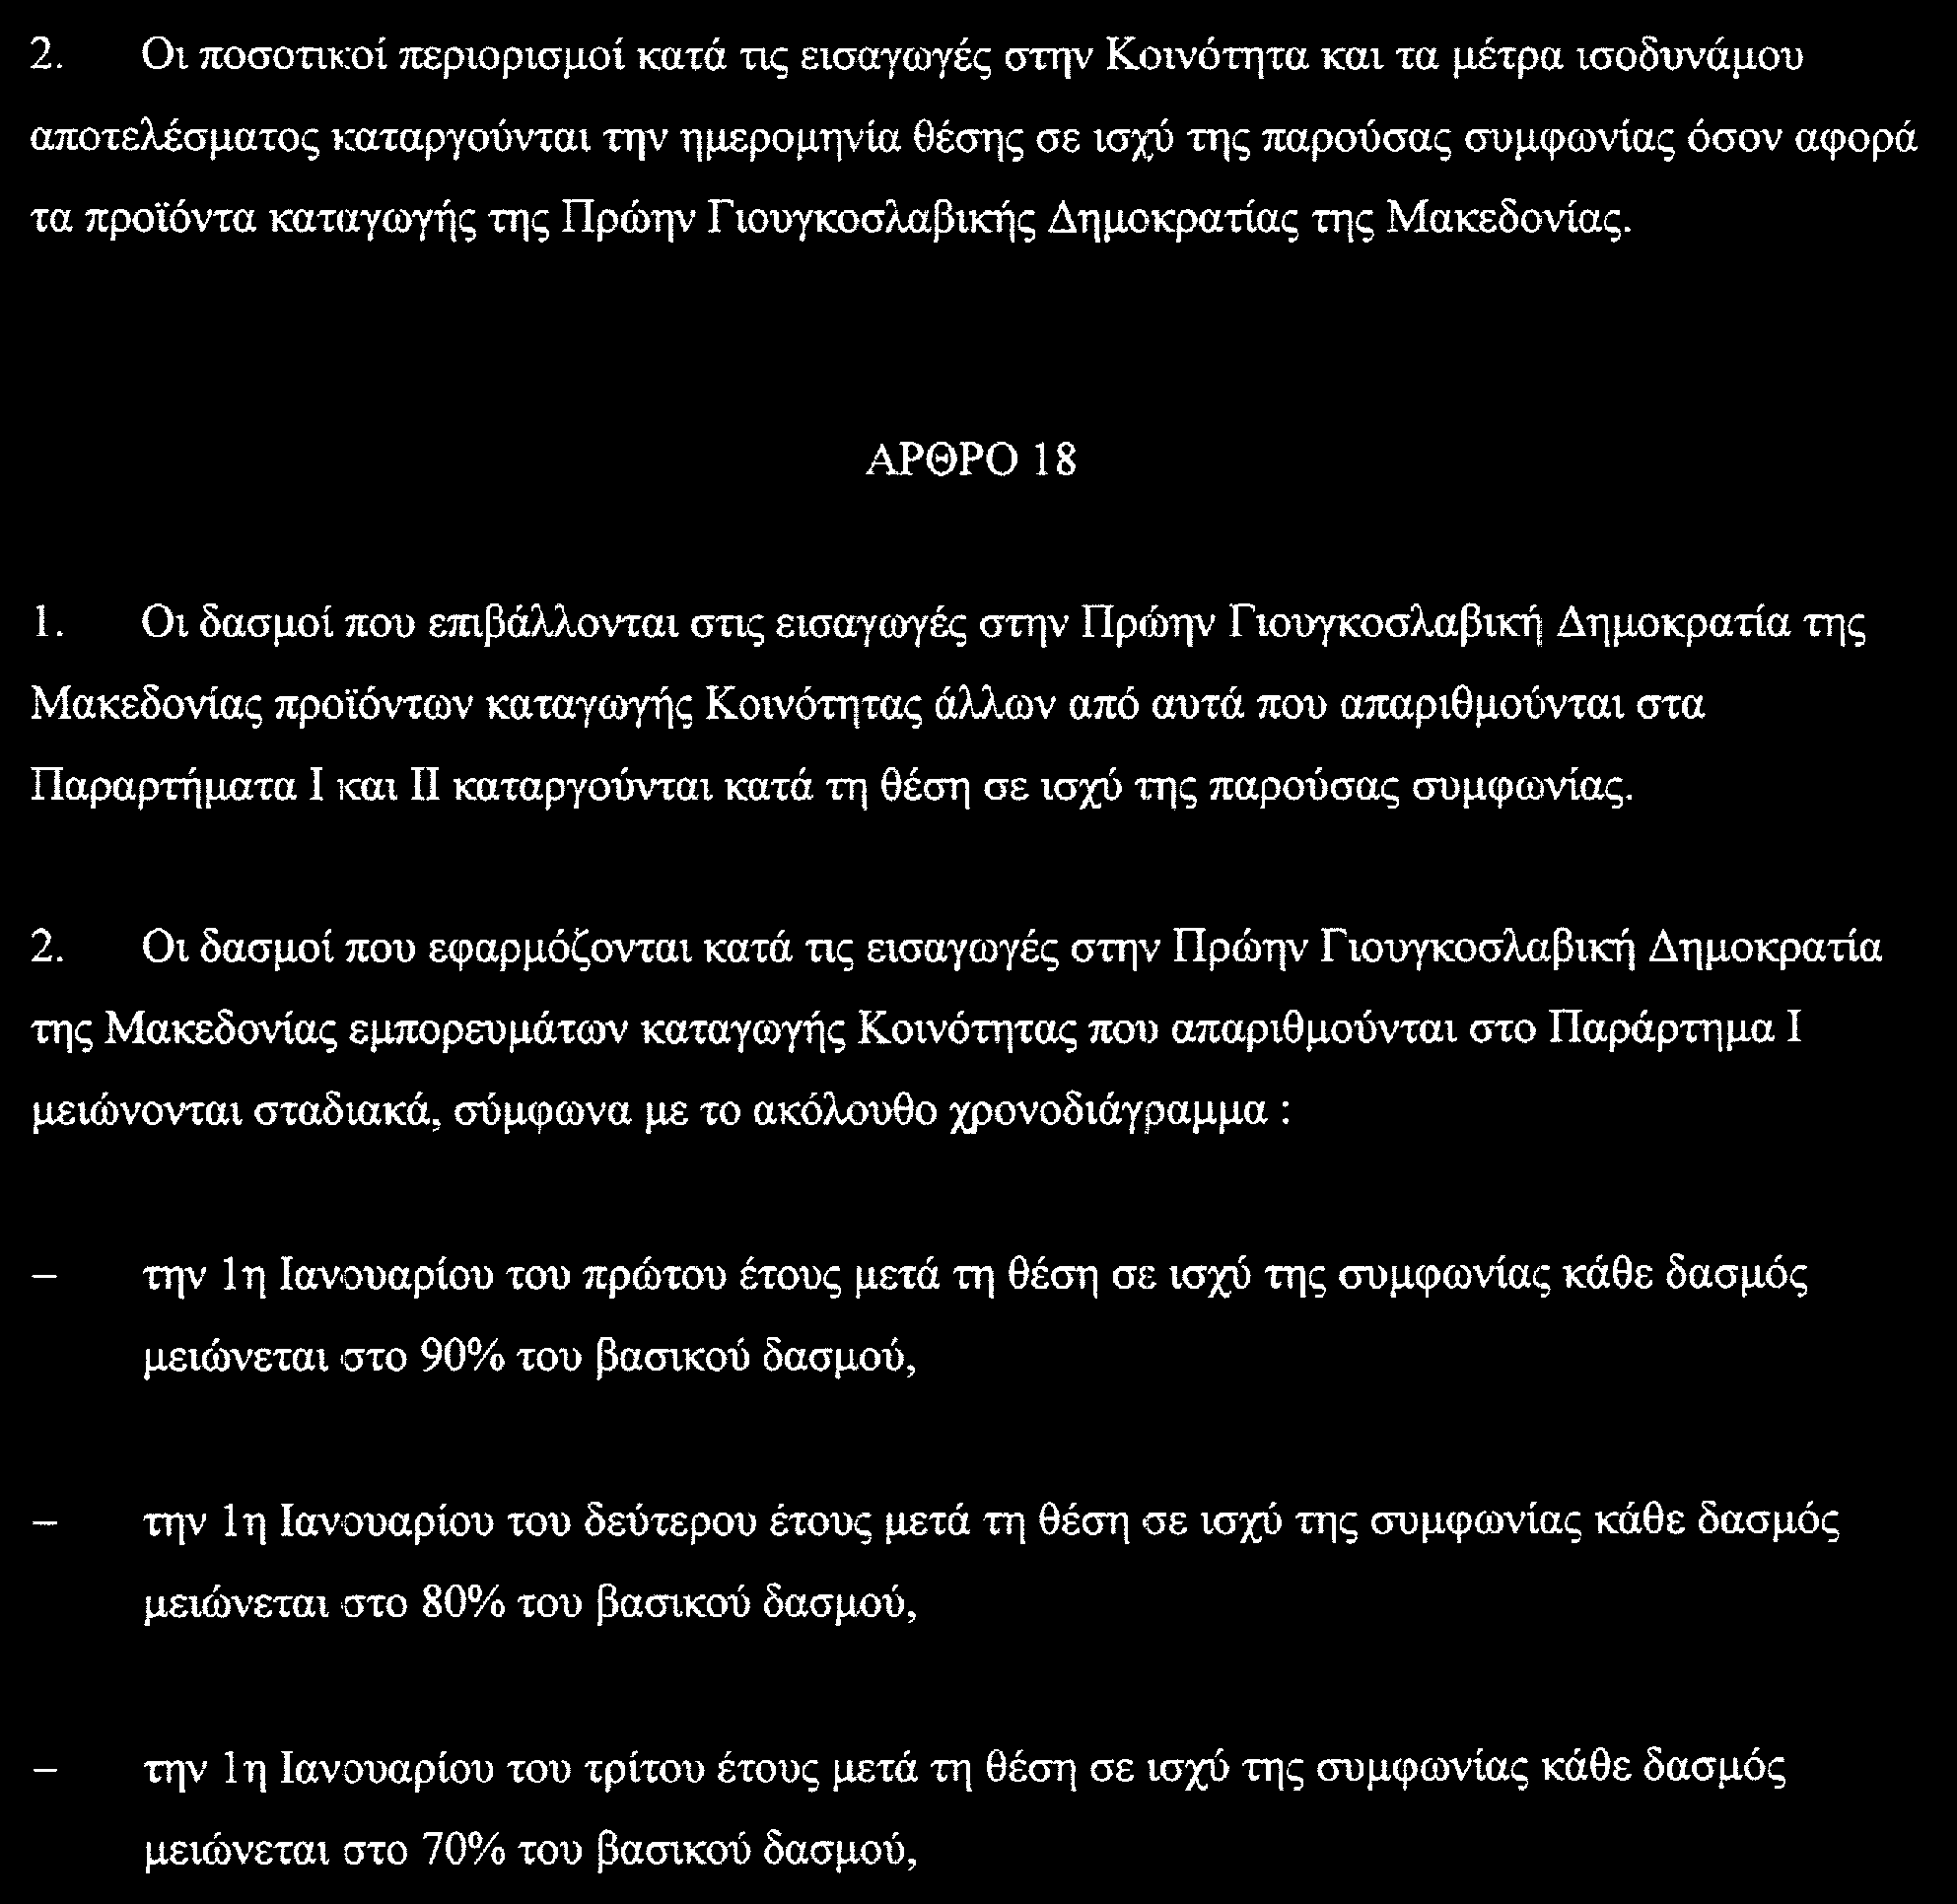 2. Οι ποσοτικοί περιορισμοί κατά τις εισαγωγές στην Κοινότητα και τα μέτρα ισοδυνάμου
αποτελέσματος καταργούνται την ημερομηνία θέσης σε ισχύ της παρούσας συμφωνίας όσον αφορά
τα προϊόντα καταγωγής της Πρώην Γιουγκοσλαβικής Δημοκρατίας της Μακεδονίας.
ΑΡΘΡΟ 18
1. Οι δασμοί που επιβάλλονται στις εισαγωγές στην Πρώην Γιουγκοσλαβική Δημοκρατία της
Μακεδονίας προϊόντων καταγωγής Κοινότητας άλλων από αυτά που απαριθμούνται στα
Παραρτήματα Ι και ΙΙ καταργούνται κατά τη θέση σε ισχύ της παρούσας συμφωνίας.
2. Οι δασμοί που εφαρμόζονται κατά τις εισαγωγές στην Πρώην Γιουγκοσλαβική Δημοκρατία
της Μακεδονίας εμπορευμάτων καταγωγής Κοινότητας που απαριθμούνται στο Παράρτημα Ι
μειώνονται σταδιακά, σύμφωνα με το ακόλουθο χρονοδιάγραμμα :
– την 1η Ιανουαρίου του πρώτου έτους μετά τη θέση σε ισχύ της συμφωνίας κάθε δασμός
μειώνεται στο 90% του βασικού δασμού,
– την 1η Ιανουαρίου του δεύτερου έτους μετά τη θέση σε ισχύ της συμφωνίας κάθε δασμός
μειώνεται στο 80% του βασικού δασμού,
– την 1η Ιανουαρίου του τρίτου έτους μετά τη θέση σε ισχύ της συμφωνίας κάθε δασμός
μειώνεται στο 70% του βασικού δασμού,